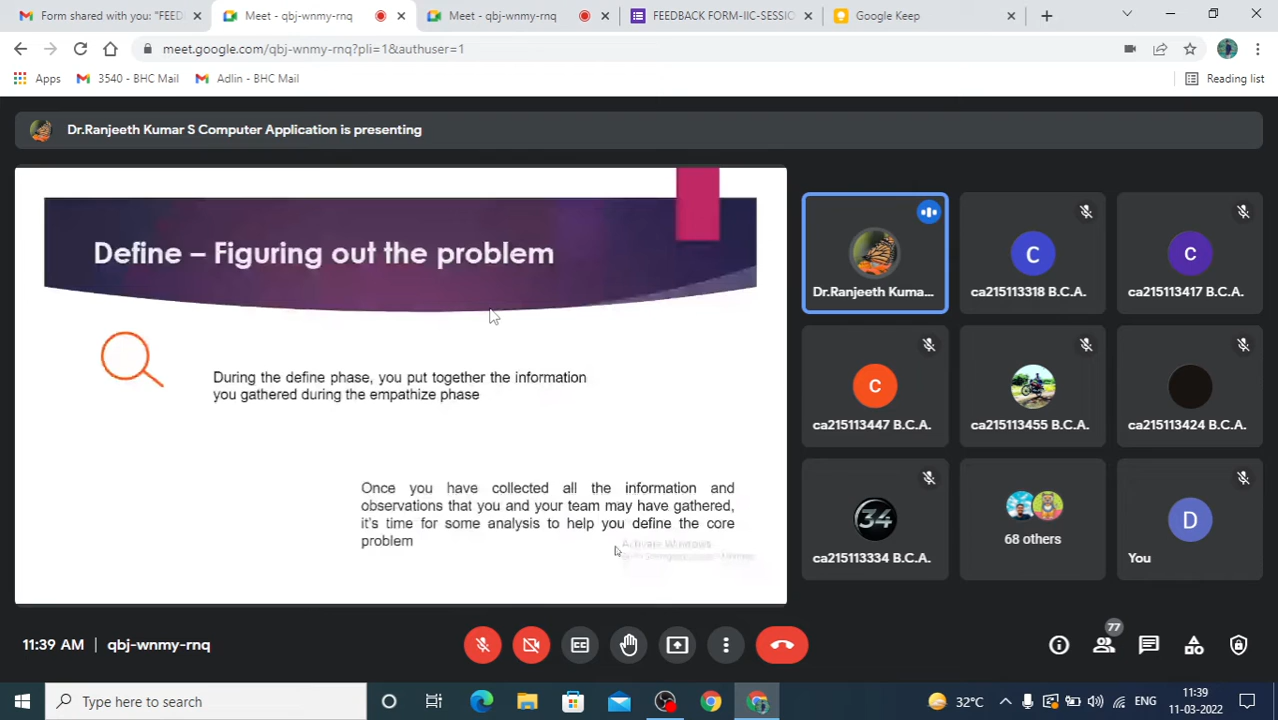 Form shared with you: "FEED
Meet - qbj-wnmy-rnq
Meet - qbj-wnmy-rnq
FEEDBACK FORM-IIC-SESSIO
Google Keep
meet.google.com/qbj-wnmy-rnq?pli=1&authuser=1
Apps
3540 - BHC Mail
Adlin - BHC Mail
Reading list
Dr.Ranjeeth Kumar S Computer Application is presenting
Define – Figuring out the problem
During the define phase, you put together the information
you gathered during the empathize phase
Once you have collected all the information and
observations that you and your team may have gathered,
it's time for some analysis to help you define the core
problem
Activate Windows
Dr.Ranjeeth Kuma...
C
ca215113318 B.C.A.
C
ca215113417 B.C.A.
C
ca215113447 B.C.A.
ca215113455 B.C.A.
ca215113424 B.C.A.
34
ca215113334 B.C.A.
68 others
D
You
11:39 AM | qbj-wnmy-rnq
CC
77
Type here to search
32°C
ENG
11:39
11-03-2022